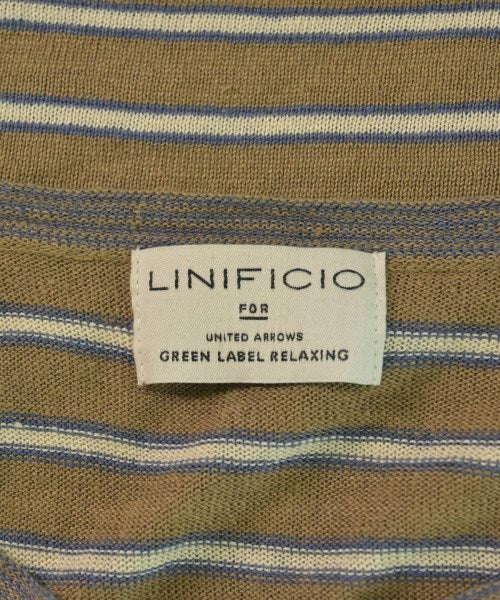 LINIFICIO
FOR
UNITED ARROWS
GREEN LABEL RELAXING